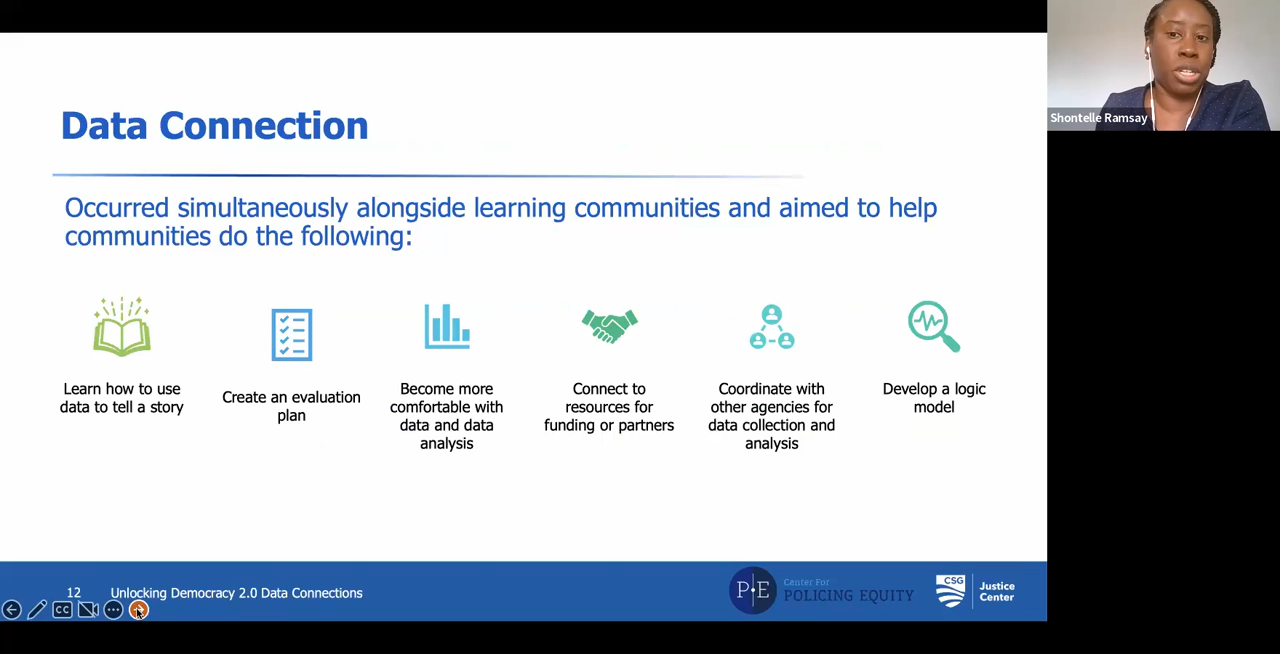 Data Connection
Occurred simultaneously alongside learning communities and aimed to help
communities do the following:
Learn how to use
data to tell a story
Create an evaluation
plan
Become more
comfortable with
data and data
analysis
Connect to
resources for
funding or partners
Coordinate with
other agencies for
data collection and
analysis
Develop a logic
model
Shontelle Ramsay
12
Unlocking Democracy 2.0 Data Connections
P E
Center For
POLICING EQUITY
CSG
Justice
Center
CC